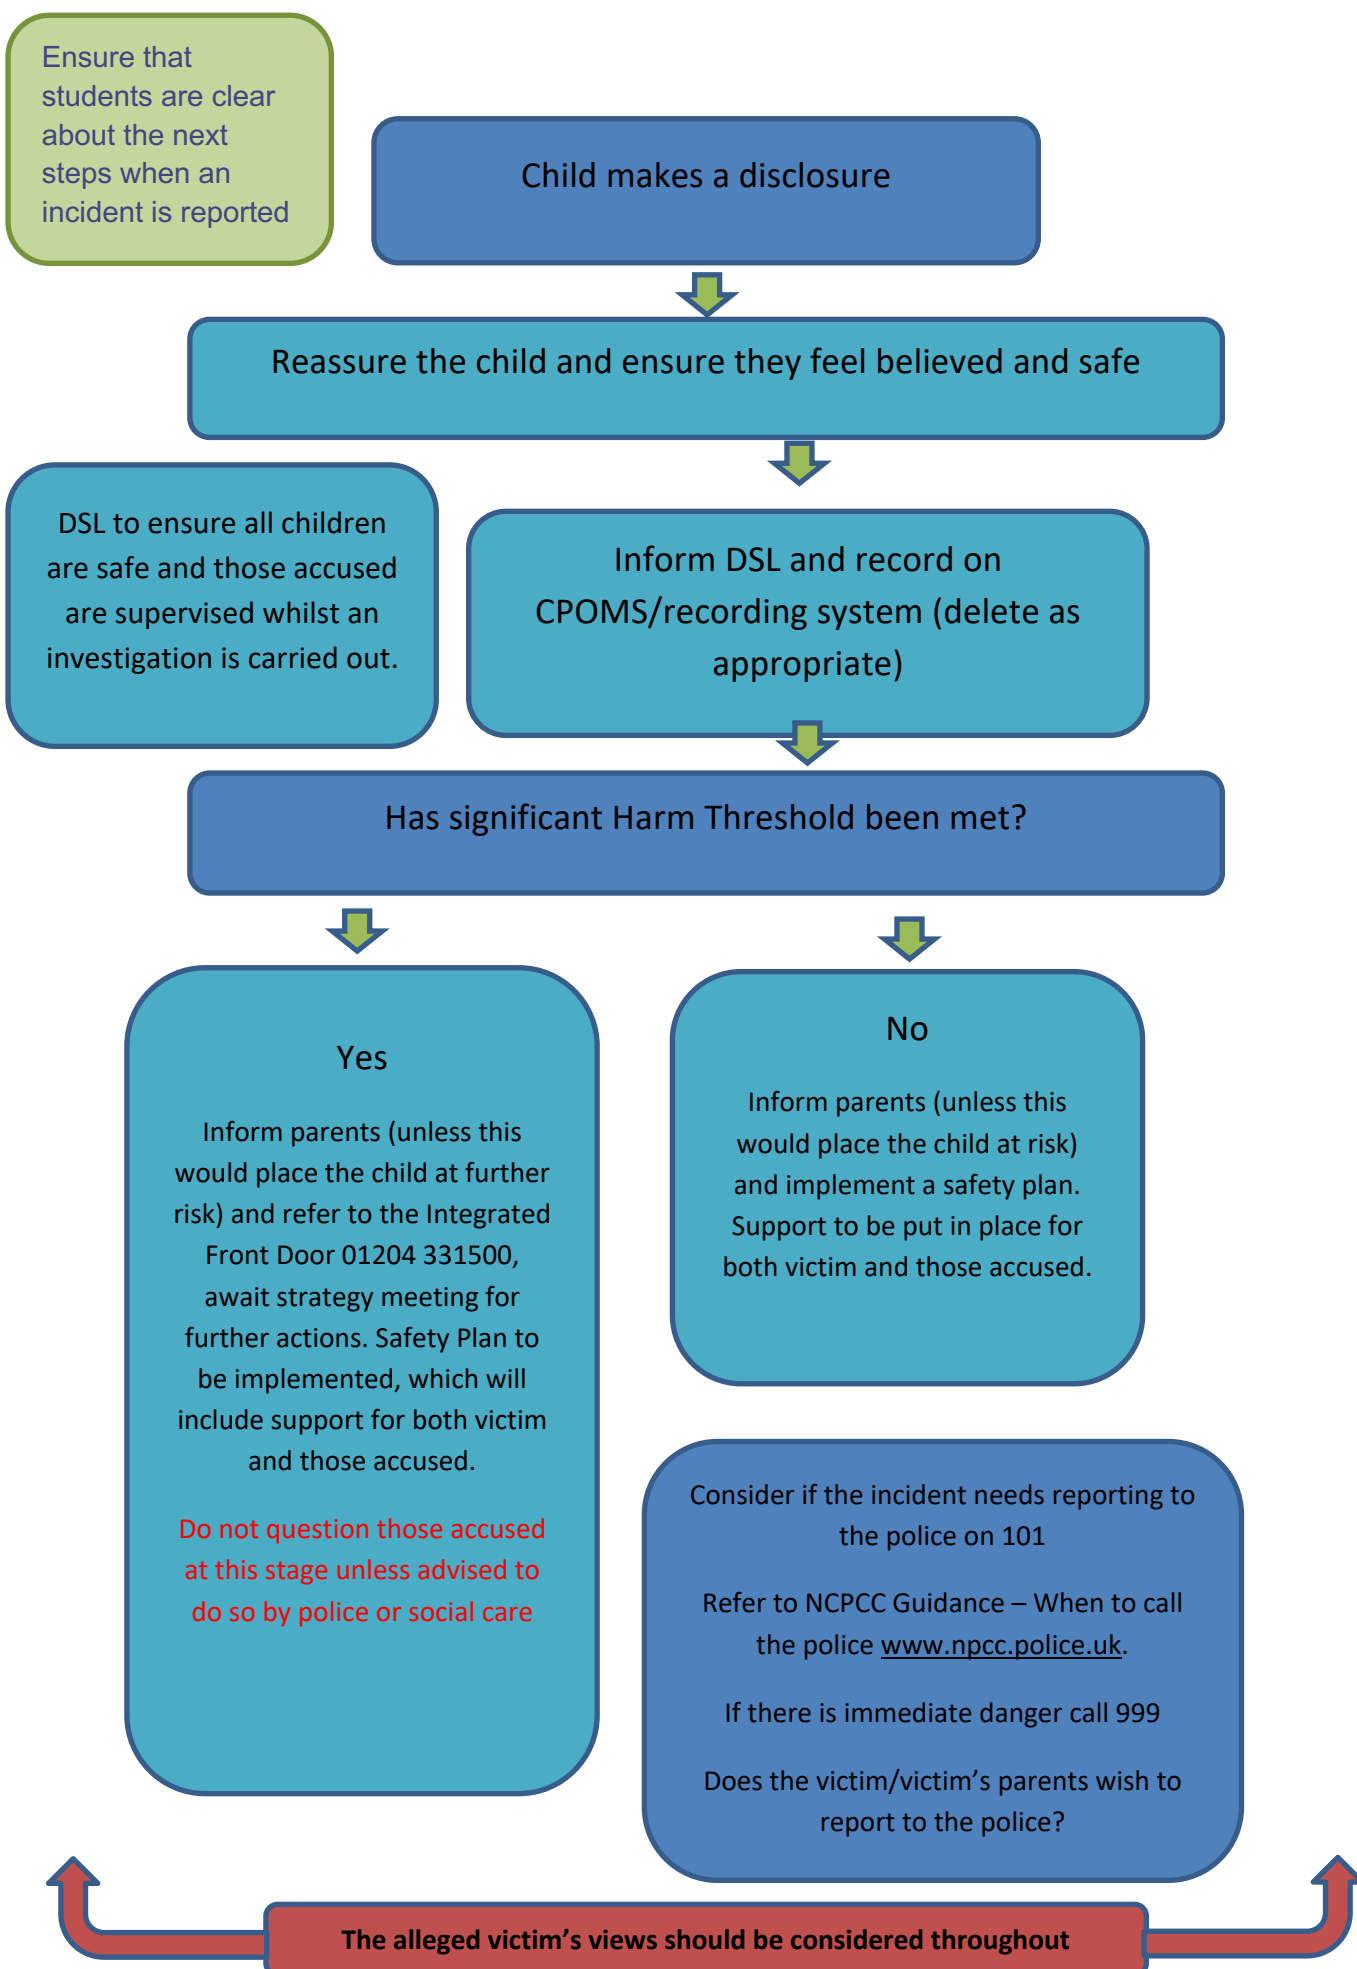 Ensure that
students are clear
about the next
steps when an
incident is reported
Child makes a disclosure
Reassure the child and ensure they feel believed and safe
DSL to ensure all children
are safe and those accused
are supervised whilst an
investigation is carried out.
Inform DSL and record on
CPOMS/recording system (delete as
appropriate)
Has significant Harm Threshold been met?
Yes
Inform parents (unless this
would place the child at further
risk) and refer to the Integrated
Front Door 01204 331500,
await strategy meeting for
further actions. Safety Plan to
be implemented, which will
include support for both victim
and those accused.
Do not question those accused
at this stage unless advised to
do so by police or social care
No
Inform parents (unless this
would place the child at risk)
and implement a safety plan.
Support to be put in place for
both victim and those accused.
Consider if the incident needs reporting to
the police on 101
Refer to NCPCC Guidance – When to call
the police www.npcc.police.uk.
If there is immediate danger call 999
Does the victim/victim’s parents wish to
report to the police?
The alleged victim’s views should be considered throughout